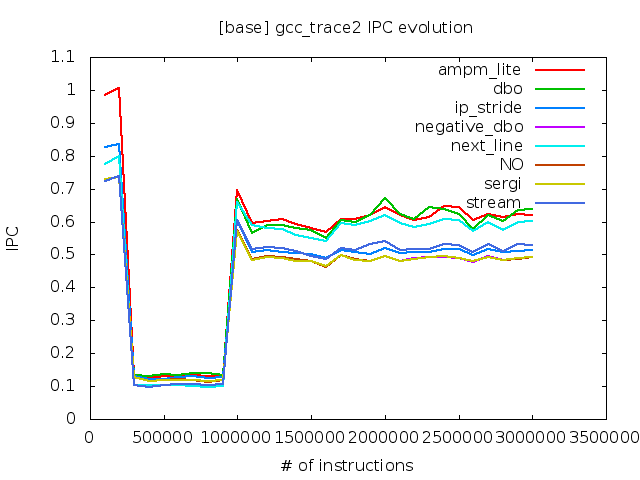 [base] gcc_trace2 IPC evolution
1.1
1
0.9
0.8
0.7
0.6
0.5
0.4
0.3
0.2
0.1
0
IPC
ampm_lite
dbo
ip_stride
negative_dbo
next_line
NO
sergi
stream
0 500000 1000000 1500000 2000000 2500000 3000000 3500000
# of instructions